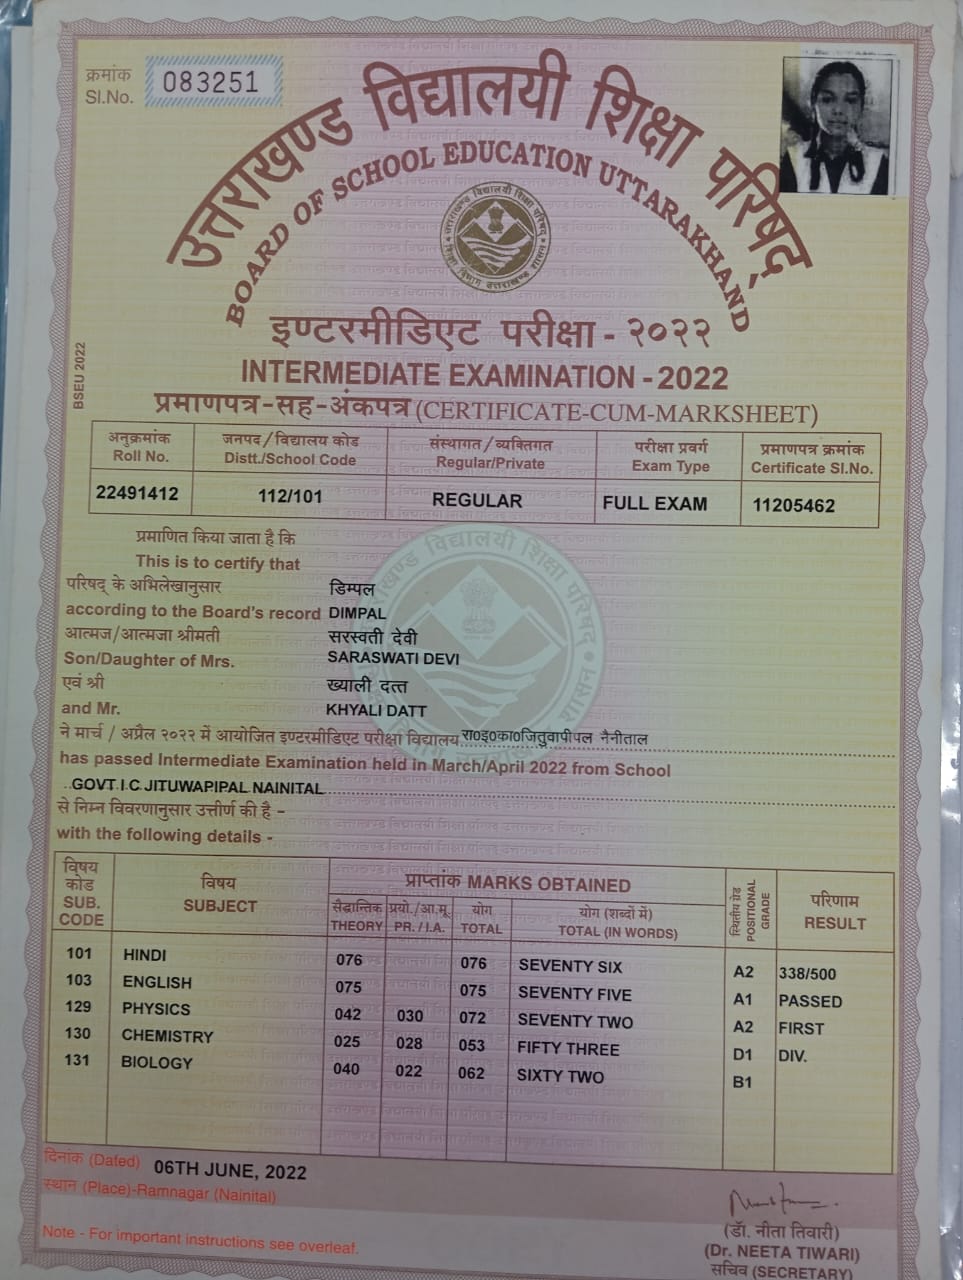 क्रमांक
Sl.No.
083251
उत्तराखण्ड विद्यालयी शिक्षा परिषद्
BOARD OF SCHOOL EDUCATION UTTARAKHAND
इण्टरमीडिएट परीक्षा - २०२२
INTERMEDIATE EXAMINATION - 2022
प्रमाणपत्र-सह-अंकपत्र (CERTIFICATE-CUM-MARKSHEET)
BSEU 2022
अनुक्रमांक जनपद/विद्यालय कोड संस्थागत/व्यक्तिगत परीक्षा प्रवर्ग प्रमाणपत्र क्रमांक
Roll No. Distt./School Code Regular/Private Exam Type Certificate Sl.No.
22491412 112/101 REGULAR FULL EXAM 11205462
प्रमाणित किया जाता है कि
This is to certify that
परिषद् के अभिलेखानुसार डिम्पल
according to the Board's record DIMPAL
आत्मज/आत्मजा श्रीमती सरस्वती देवी
Son/Daughter of Mrs. SARASWATI DEVI
एवं श्री ख्याली दत्त
and Mr. KHYALI DATT
ने मार्च / अप्रैल २०२२ में आयोजित इण्टरमीडिएट परीक्षा विद्यालय रा०इ०का०जितुवापीपल नैनीताल
has passed Intermediate Examination held in March/April 2022 from School
GOVT I C JITUWAPIPAL NAINITAL
से निम्न विवरणानुसार उत्तीर्ण की है –
with the following details -
विषय कोड विषय प्राप्तांक MARKS OBTAINED स्थितीय ग्रेड परिणाम
SUB. CODE SUBJECT POSITIONAL GRADE RESULT
सैद्धान्तिक प्रयो./आ.मू. योग योग (शब्दों में)
THEORY PR. / I.A. TOTAL TOTAL (IN WORDS)
101 HINDI 076 076 SEVENTY SIX A2 338/500
103 ENGLISH 075 075 SEVENTY FIVE A1 PASSED
129 PHYSICS 042 030 072 SEVENTY TWO A2 FIRST
130 CHEMISTRY 025 028 053 FIFTY THREE D1 DIV.
131 BIOLOGY 040 022 062 SIXTY TWO B1
दिनांक (Dated) 06TH JUNE, 2022
स्थान (Place)-Ramnagar (Nainital)
Note - For important instructions see overleaf.
(डॉ. नीता तिवारी)
(Dr. NEETA TIWARI)
सचिव (SECRETARY)